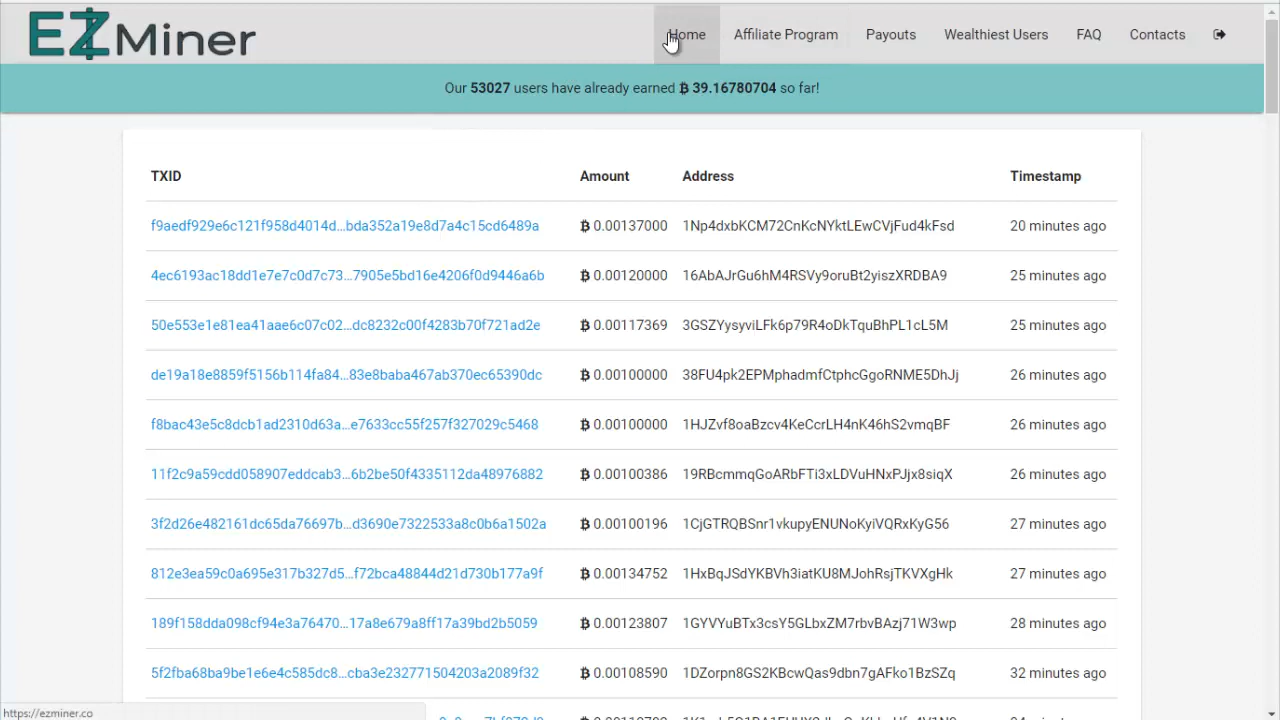 EZMiner
Home Affiliate Program Payouts Wealthiest Users FAQ Contacts
Our 53027 users have already earned ₿ 39.16780704 so far!
TXID Amount Address Timestamp
f9aedf929e6c121f958d4014d...bda352a19e8d7a4c15cd6489a ₿ 0.00137000 1Np4dxbKCM72CnKcNYktLEwCVjFud4kFsd 20 minutes ago
4ec6193ac18dd1e7e7c0d7c73...7905e5bd16e4206f0d9446a6b ₿ 0.00120000 16AbAJrGu6hM4RSVy9oruBt2yiszXRDBA9 25 minutes ago
50e553e1e81ea41aae6c07c02...dc8232c00f4283b70f721ad2e ₿ 0.00117369 3GSZYysyviLFk6p79R4oDkTquBhPL1cL5M 25 minutes ago
de19a18e8859f5156b114fa84...83e8baba467ab370ec65390dc ₿ 0.00100000 38FU4pk2EPMphadmfCtphcGgoRNME5DhJj 26 minutes ago
f8bac43e5c8dcb1ad2310d63a...e7633cc55f257f327029c5468 ₿ 0.00100000 1HJZvf8oaBzcv4KeCcrLH4nK46hS2vmqBF 26 minutes ago
11f2c9a59cdd058907eddcab3...6b2be50f4335112da48976882 ₿ 0.00100386 19RBcmmqGoARbFTi3xLDVuHNxPJjx8siqX 26 minutes ago
3f2d26e482161dc65da76697b...d3690e7322533a8c0b6a1502a ₿ 0.00100196 1CjGTRQBSnr1vkupyENUNoKyiVQRxKyG56 27 minutes ago
812e3ea59c0a695e317b327d5...f72bca48844d21d730b177a9f ₿ 0.00134752 1HxBqJSdYKBVh3iatKU8MJohRsjTKVXgHk 27 minutes ago
189f158dda098cf94e3a76470...17a8e679a8ff17a39bd2b5059 ₿ 0.00123807 1GYVYuBTx3csY5GLbxZM7rbvBAzj71W3wp 28 minutes ago
5f2fba68ba9be1e6e4c585dc8...cba3e232771504203a2089f32 ₿ 0.00108590 1DZorpn8GS2KBcwQas9dbn7gAFko1BzSZq 32 minutes ago
https://ezminer.co